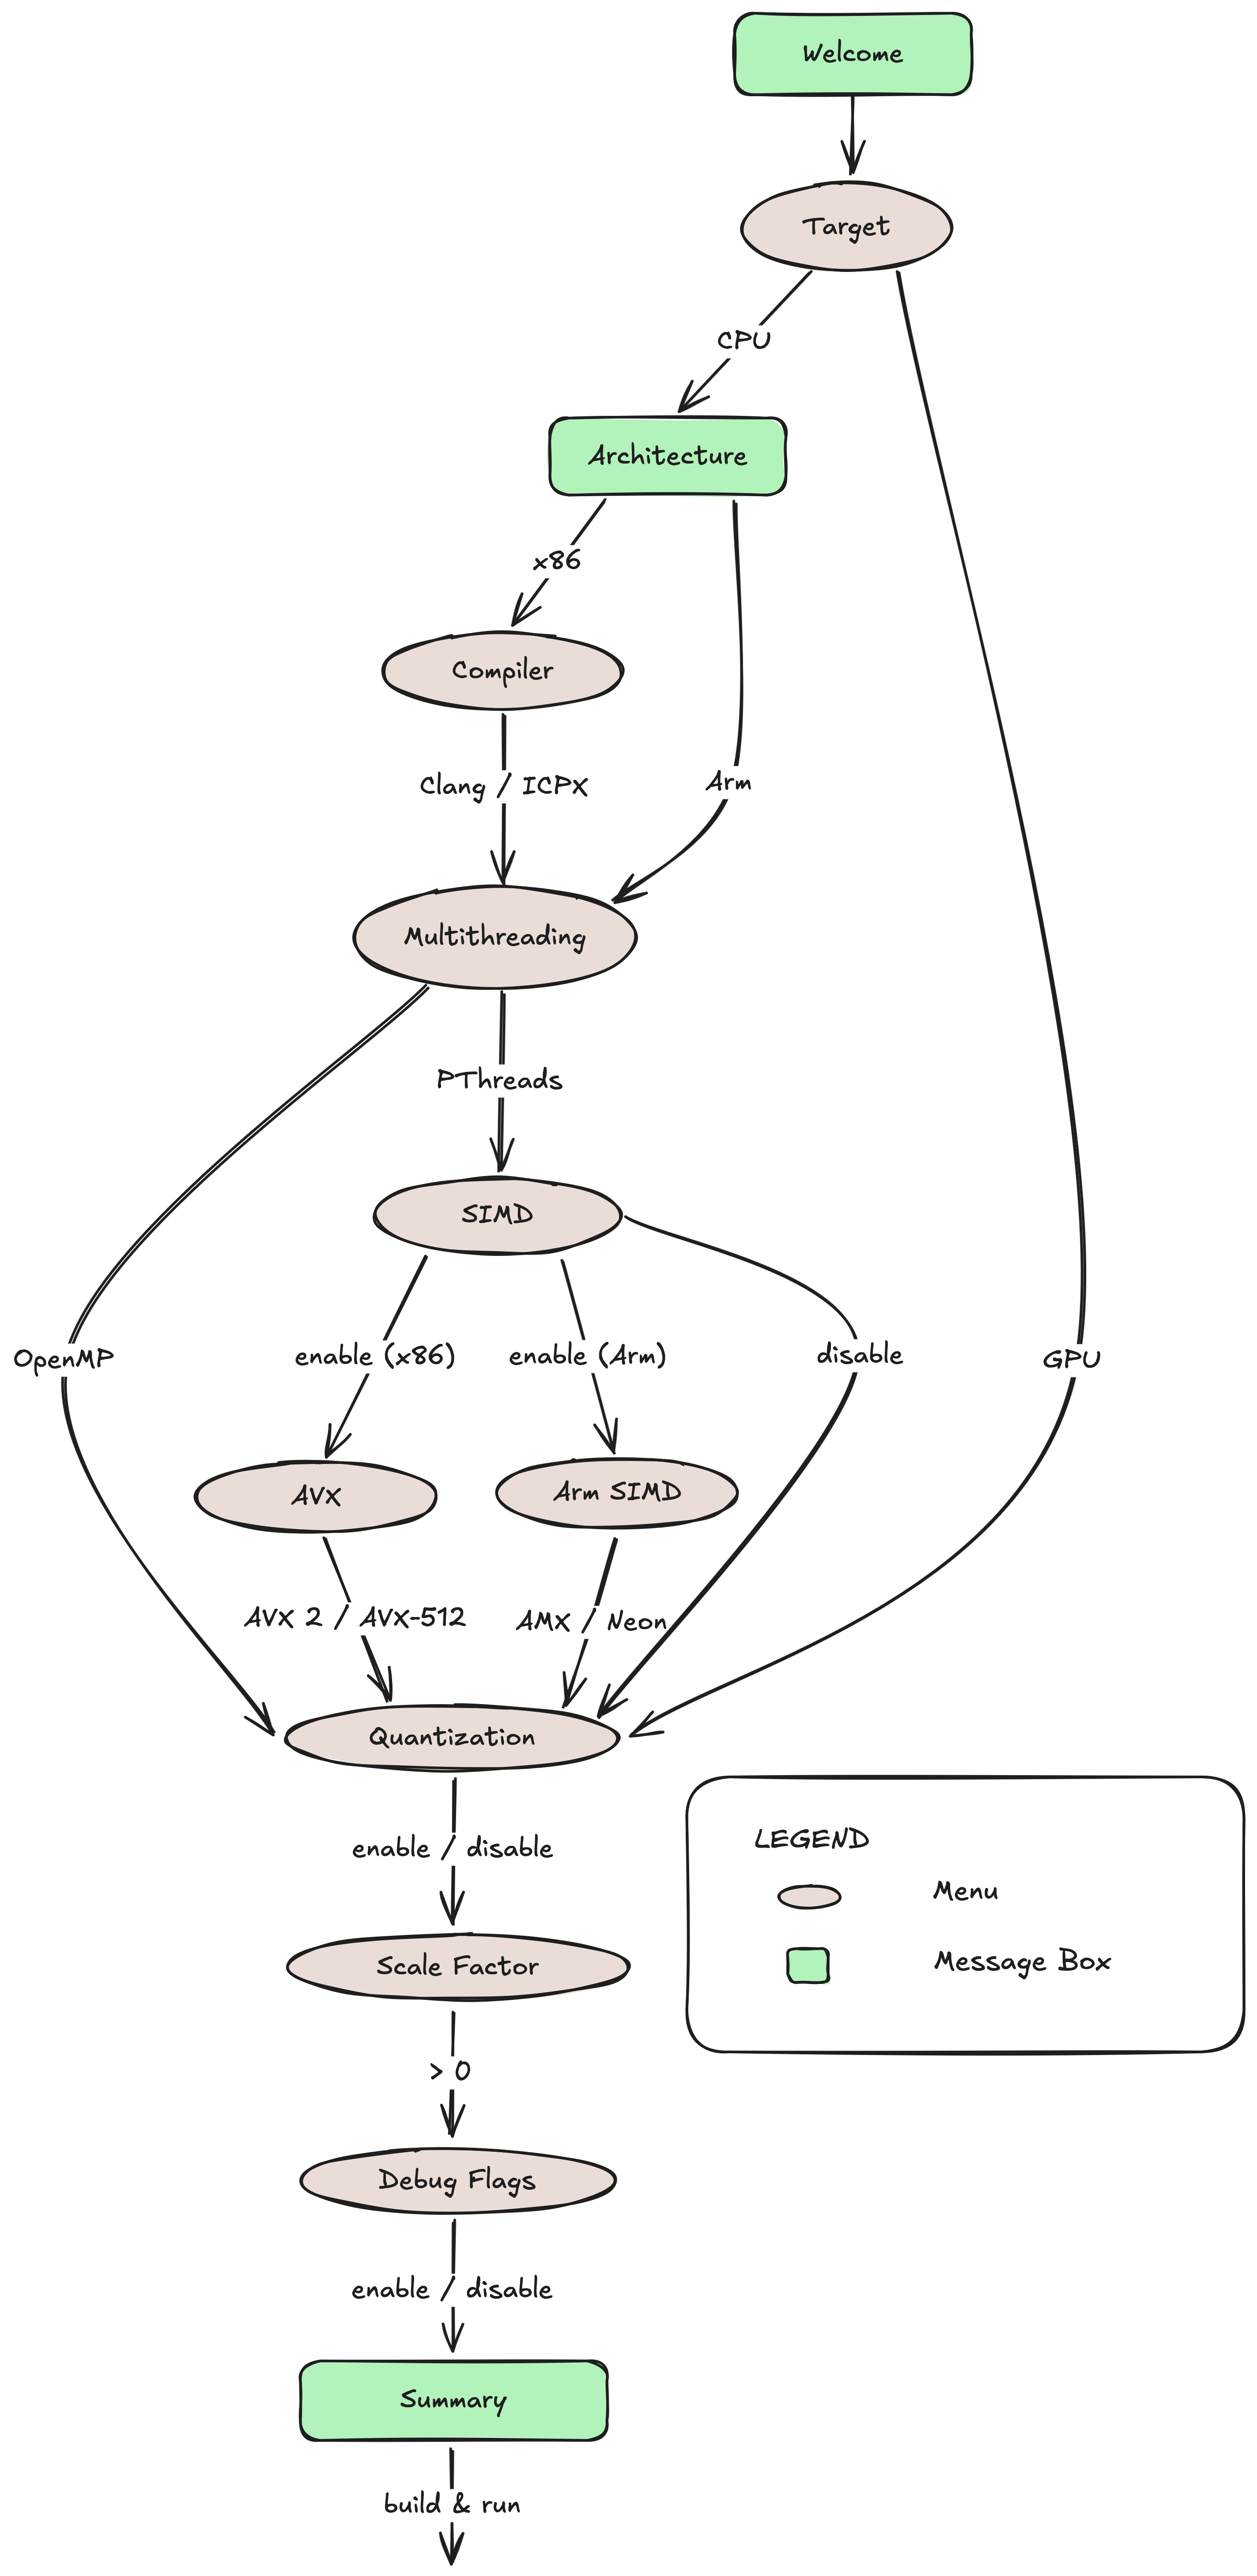 Welcome
Target
CPU
Architecture
x86
Compiler
Clang / ICPX
Arm
Multithreading
PThreads
SIMD
OpenMP
enable (x86)
enable (Arm)
disable
GPU
AVX
Arm SIMD
AVX 2 / AVX-512
AMX / Neon
Quantization
enable / disable
LEGEND
Menu
Message Box
Scale Factor
> 0
Debug Flags
enable / disable
Summary
build & run